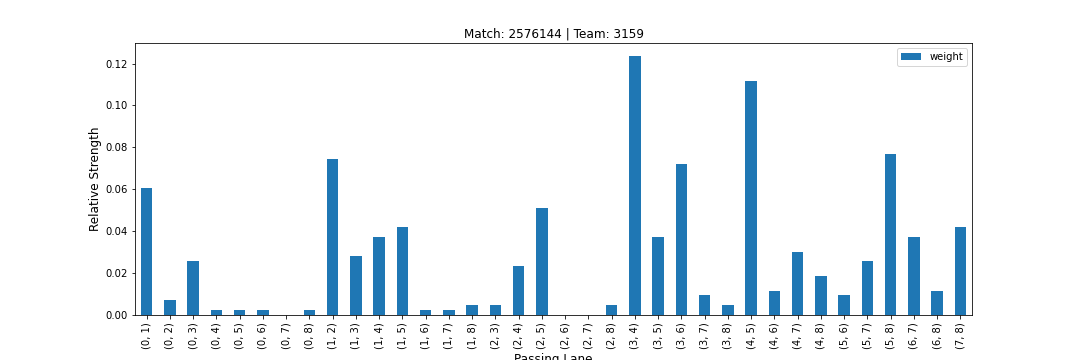 Match: 2576144 | Team: 3159
weight
Relative Strength
0.12
0.10
0.08
0.06
0.04
0.02
0.00
(0, 1) (0, 2) (0, 3) (0, 4) (0, 5) (0, 6) (0, 7) (0, 8) (1, 2) (1, 3) (1, 4) (1, 5) (1, 6) (1, 7) (1, 8) (2, 3) (2, 4) (2, 5) (2, 6) (2, 7) (2, 8) (3, 4) (3, 5) (3, 6) (3, 7) (3, 8) (4, 5) (4, 6) (4, 7) (4, 8) (5, 6) (5, 7) (5, 8) (6, 7) (6, 8) (7, 8)
Passing Lane